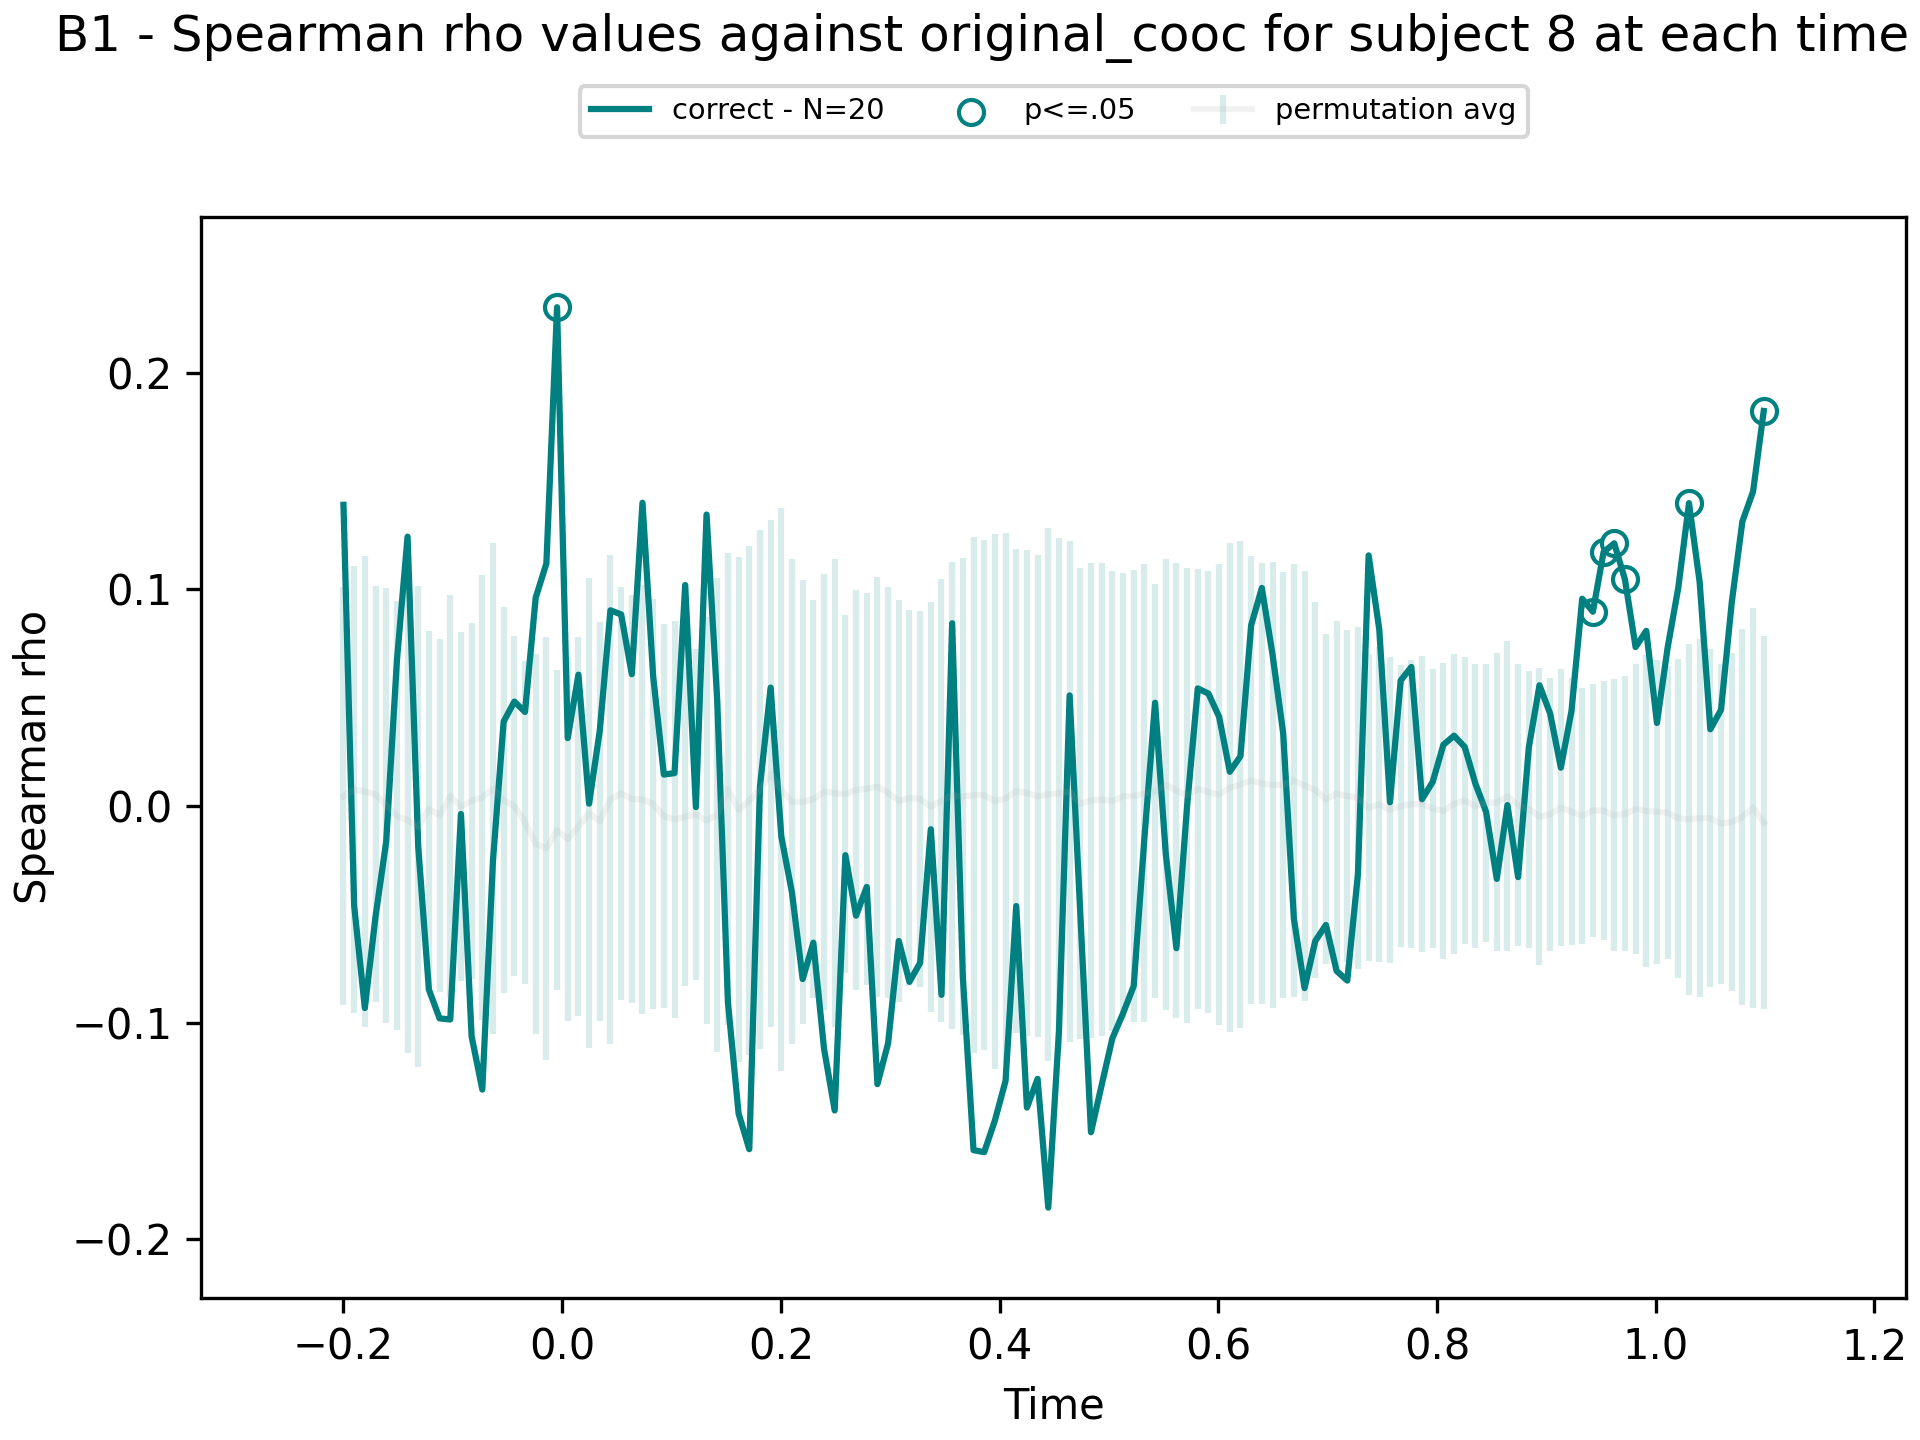 B1 - Spearman rho values against original_cooc for subject 8 at each time
correct - N=20 p<=.05 permutation avg
Spearman rho
0.2
0.1
0.0
−0.1
−0.2
−0.2 0.0 0.2 0.4 0.6 0.8 1.0 1.2
Time